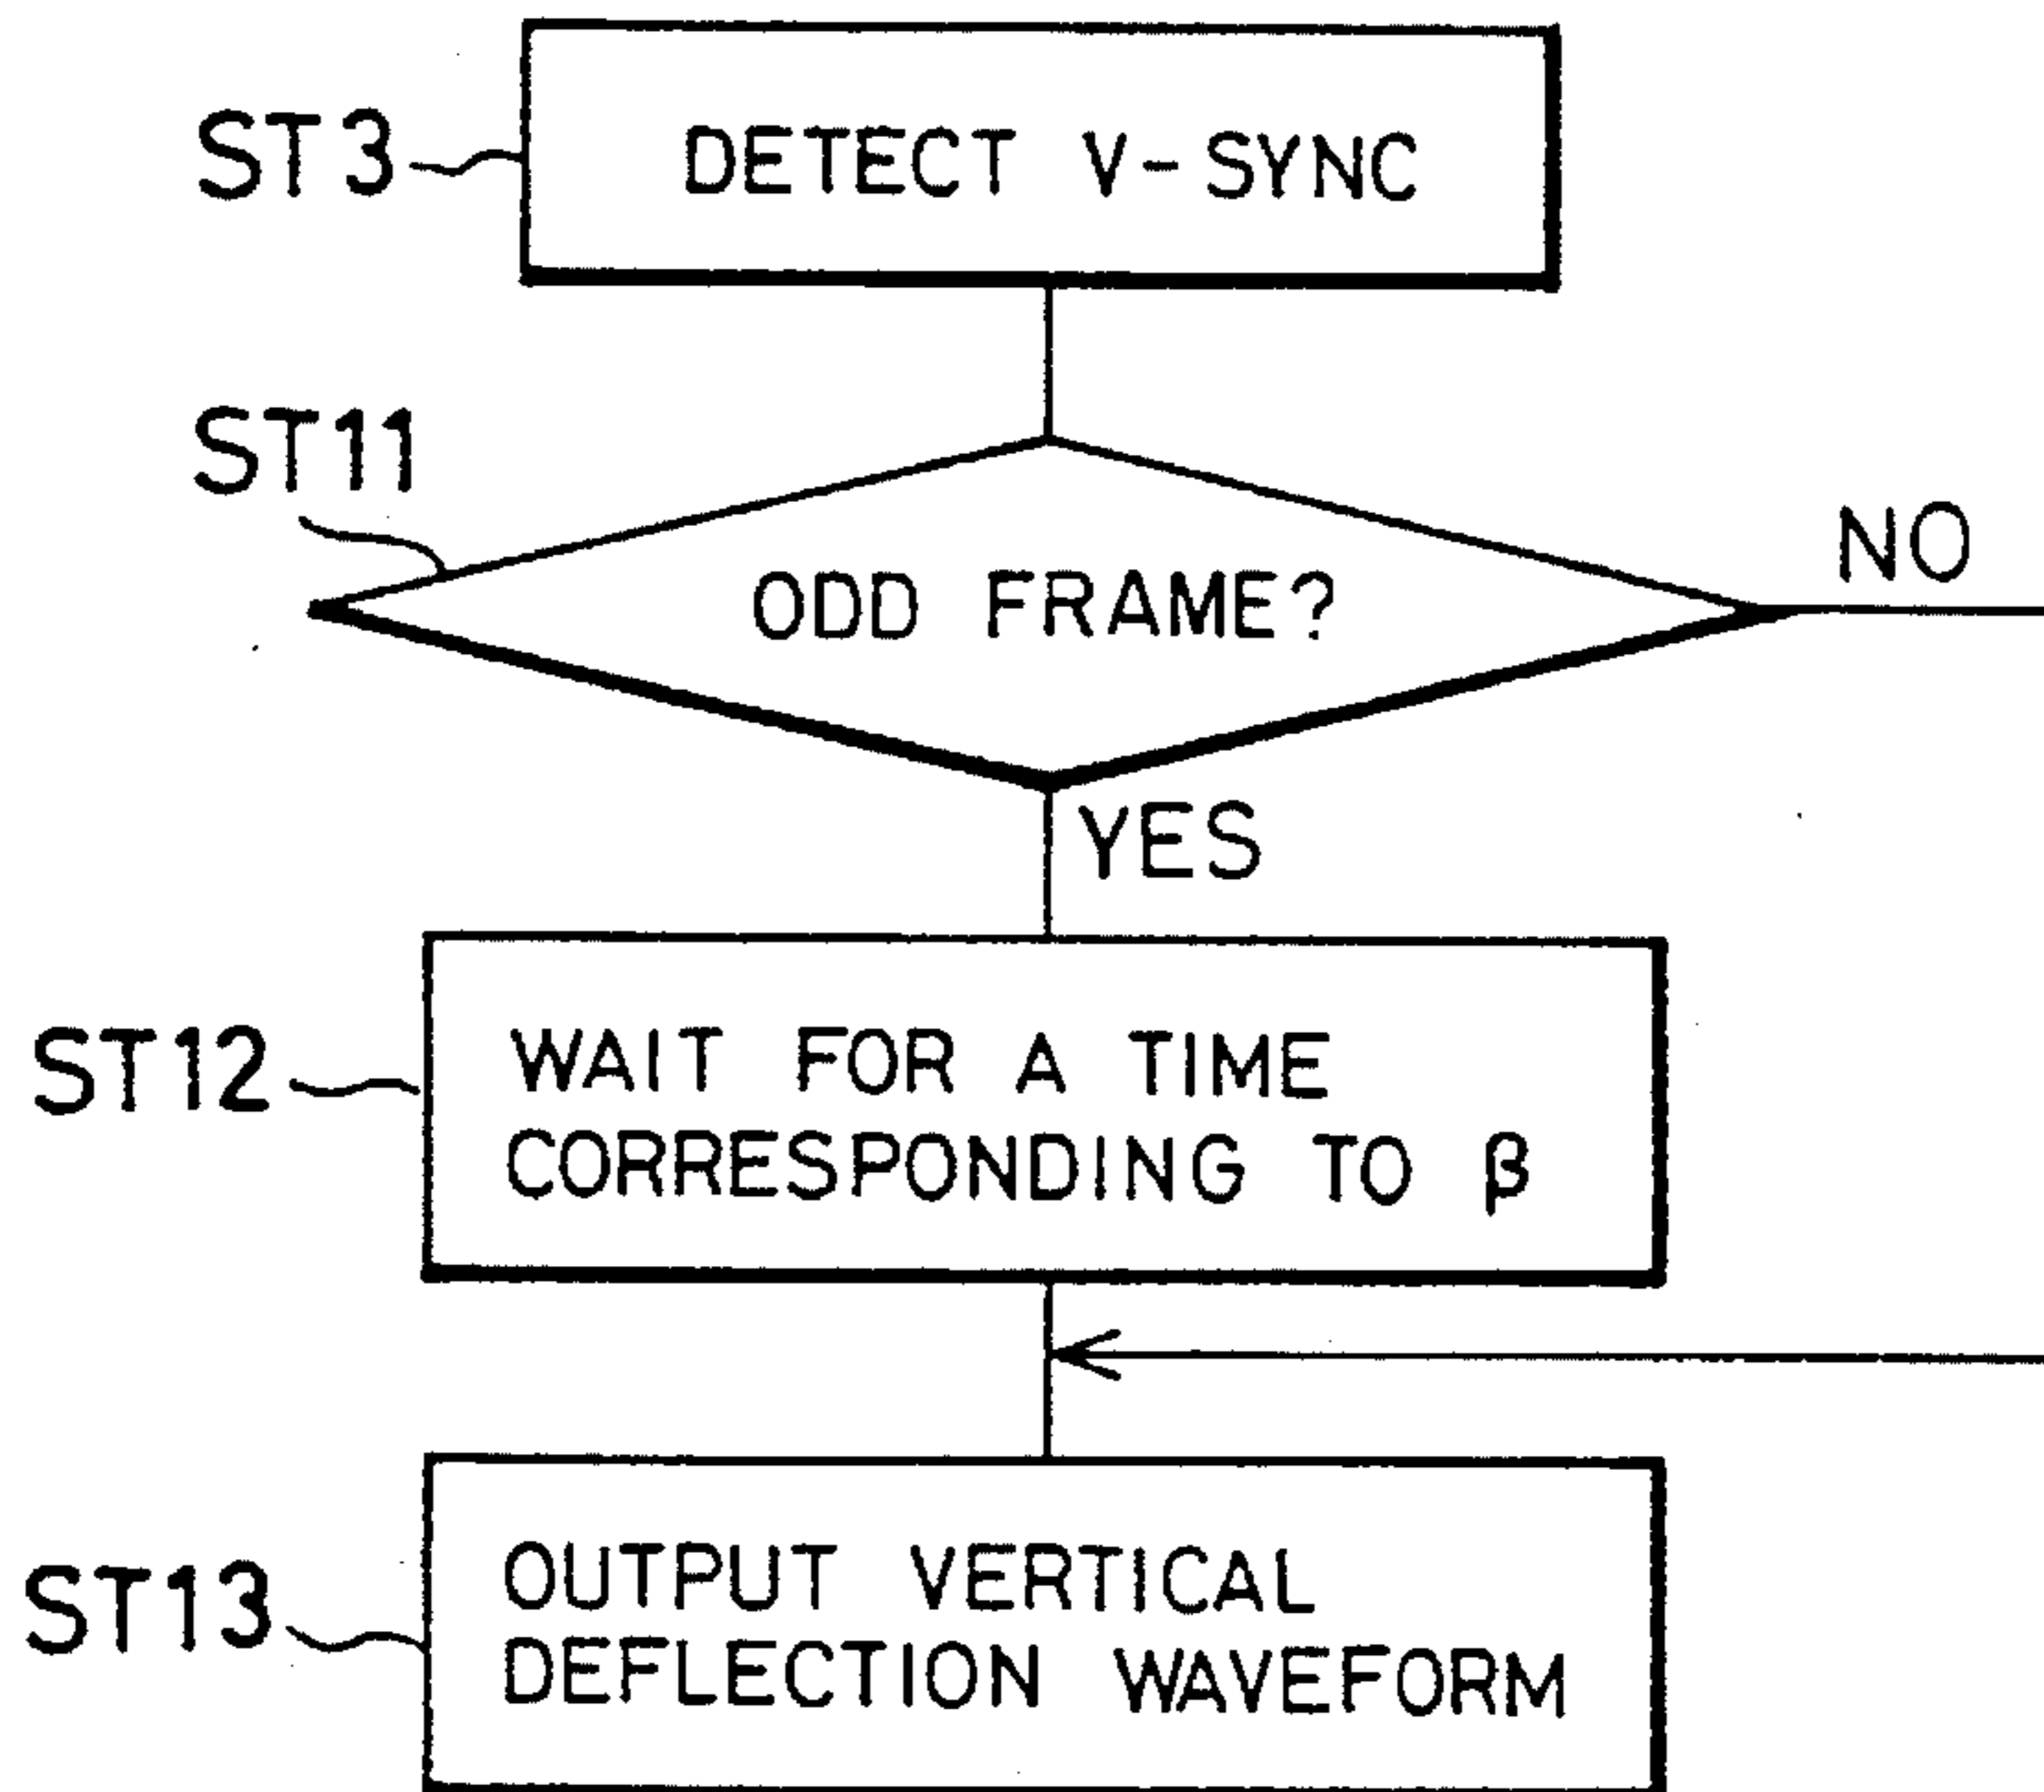 ST3
DETECT V-SYNC
ST11
ODD FRAME?
NO
YES
ST12
WAIT FOR A TIME
CORRESPONDING TO β
ST13
OUTPUT VERTICAL
DEFLECTION WAVEFORM